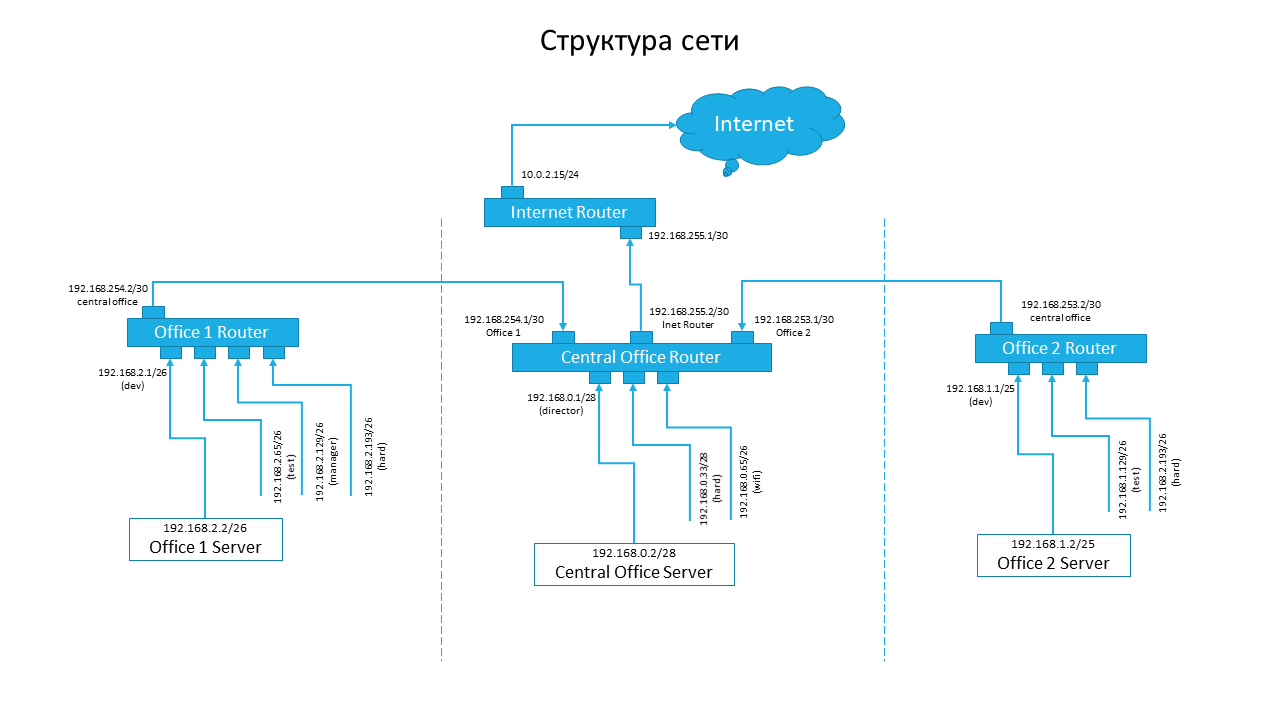 Структура сети
Internet
10.0.2.15/24
Internet Router
192.168.255.1/30
192.168.254.2/30
central office
Office 1 Router
192.168.2.1/26
(dev)
192.168.2.65/26
(test)
192.168.2.129/26
(manager)
192.168.2.193/26
(hard)
192.168.2.2/26
Office 1 Server
192.168.254.1/30
Office 1
192.168.255.2/30
Inet Router
192.168.253.1/30
Office 2
Central Office Router
192.168.0.1/28
(director)
192.168.0.33/28
(hard)
192.168.0.65/26
(wifi)
192.168.0.2/28
Central Office Server
192.168.253.2/30
central office
Office 2 Router
192.168.1.1/25
(dev)
192.168.1.129/26
(test)
192.168.2.193/26
(hard)
192.168.1.2/25
Office 2 Server